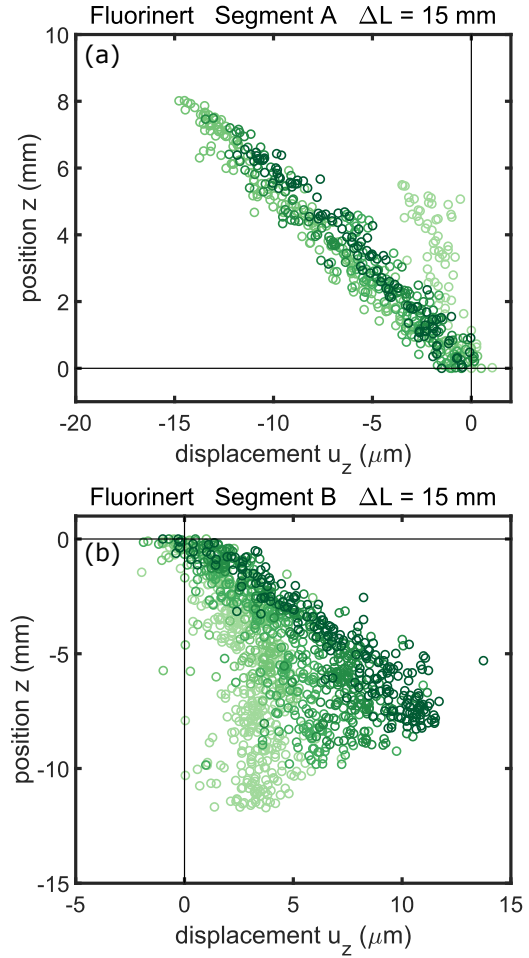 Fluorinert Segment A ΔL = 15 mm
(a)
10
8
6
4
2
0
-20 -15 -10 -5 0
position z (mm)
displacement u_z (μm)
Fluorinert Segment B ΔL = 15 mm
(b)
0
-5
-10
-15
-5 0 5 10 15
position z (mm)
displacement u_z (μm)